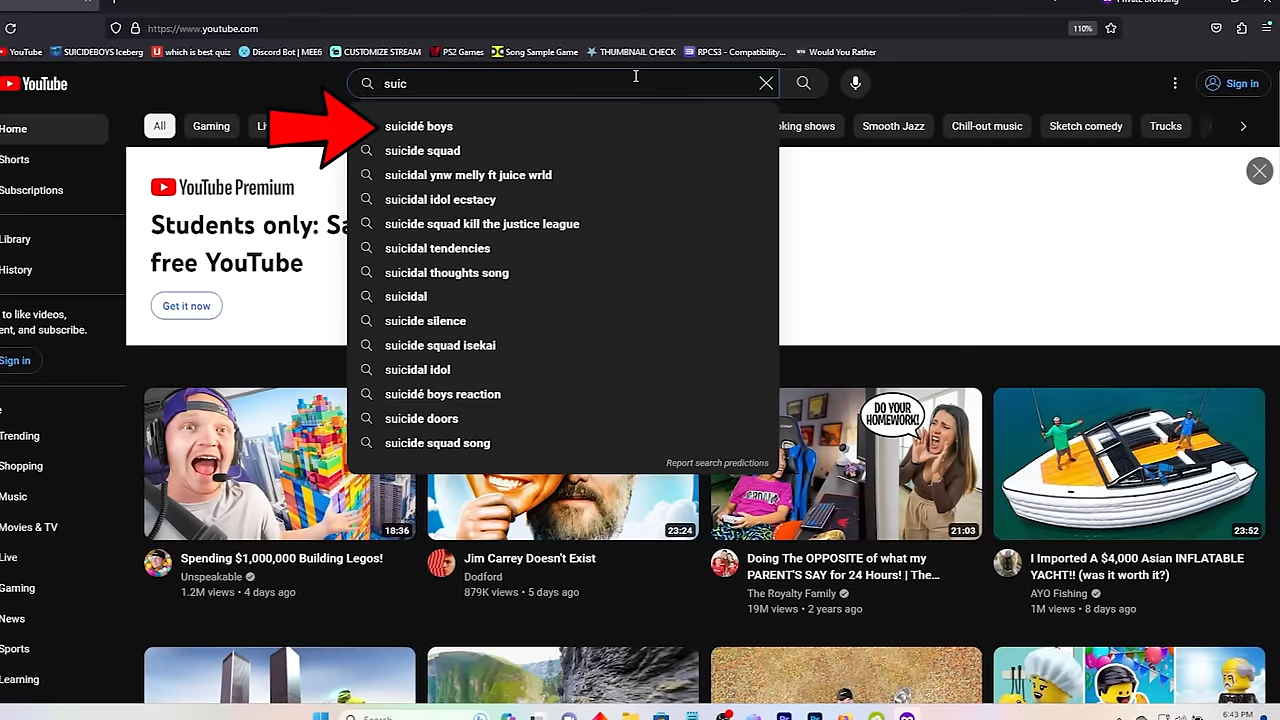 Private browsing
https://www.youtube.com
110%
YouTube
SUICIDEBOYS Iceberg
which is best quiz
Discord Bot | MEE6
CUSTOMIZE STREAM
PS2 Games
Song Sample Game
THUMBNAIL CHECK
RPCS3 - Compatibility...
Would You Rather
YouTube
suic
Sign in
Home
Shorts
Subscriptions
Library
History
to like videos,
ent, and subscribe.
Sign in
Trending
Shopping
Music
Movies & TV
Live
Gaming
News
Sports
Learning
All
Gaming
Smooth Jazz
Chill-out music
Sketch comedy
Trucks
shows
suicidé boys
suicide squad
suicidal ynw melly ft juice wrld
suicidal idol ecstacy
suicide squad kill the justice league
suicidal tendencies
suicidal thoughts song
suicidal
suicide silence
suicide squad isekai
suicidal idol
suicidé boys reaction
suicide doors
suicide squad song
Report search predictions
YouTube Premium
Students only: Sa
free YouTube
Get it now
18:36
Spending $1,000,000 Building Legos!
Unspeakable
1.2M views • 4 days ago
23:24
Jim Carrey Doesn't Exist
Dodford
879K views • 5 days ago
DO YOUR
HOMEWORK!
21:03
Doing The OPPOSITE of what my
PARENT'S SAY for 24 Hours! | The...
The Royalty Family
19M views • 2 years ago
23:52
I Imported A $4,000 Asian INFLATABLE
YACHT!! (was it worth it?)
AYO Fishing
1M views • 8 days ago
Search
6:43 PM